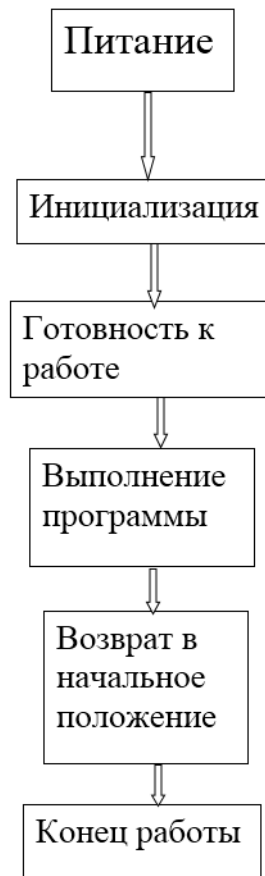 Питание
Инициализация
Готовность к
работе
Выполнение
программы
Возврат в
начальное
положение
Конец работы